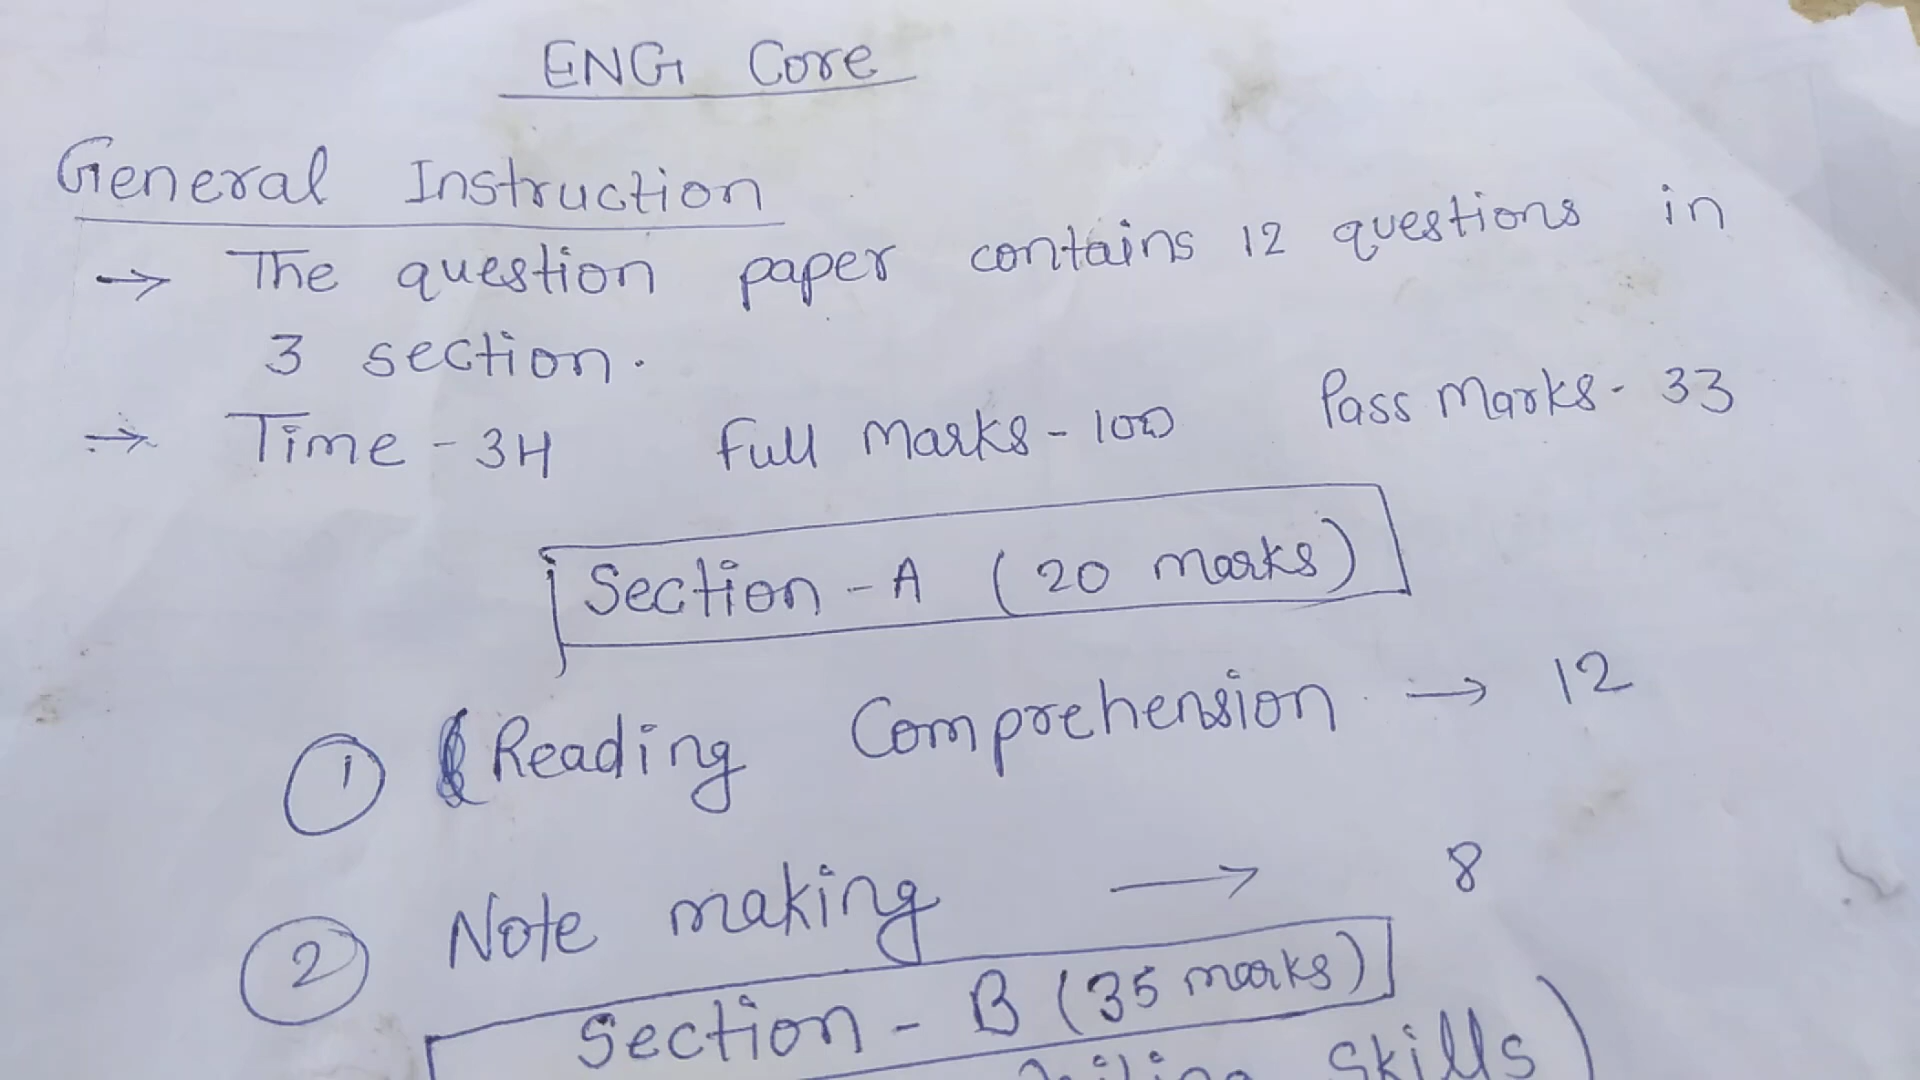 ENG Core
General Instruction
→ The question paper contains 12 questions in
3 section.
→ Time - 3H Full Marks - 100 Pass Marks - 33
Section - A (20 marks)
① Reading Comprehension → 12
② Note making → 8
Section - B (35 marks)
Skills)